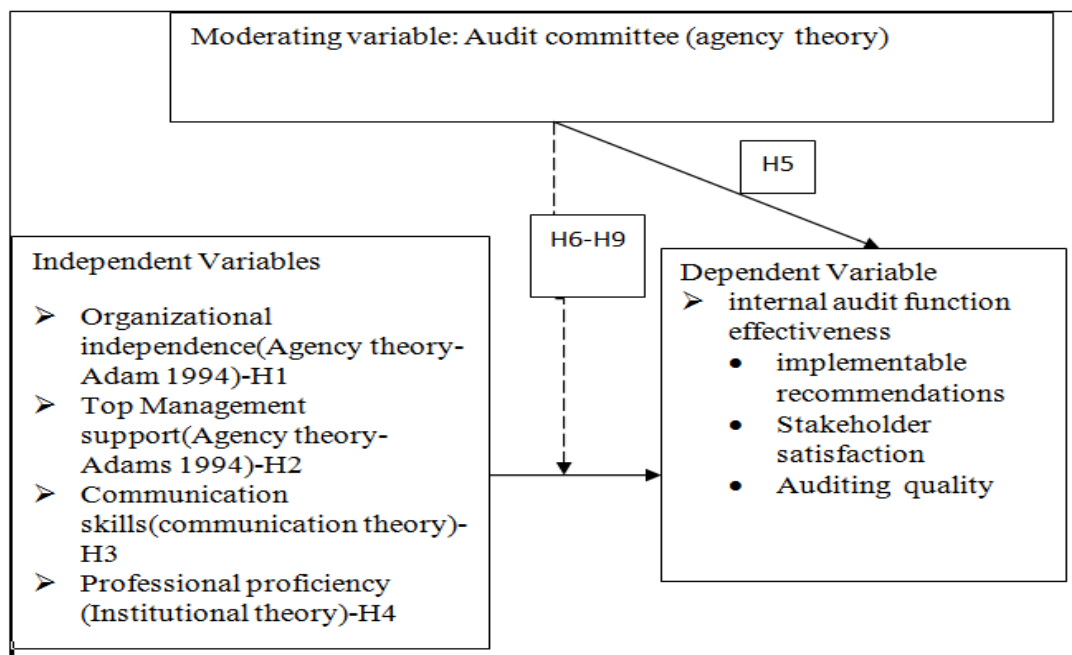 Moderating variable: Audit committee (agency theory)
H5
H6-H9
Independent Variables
➢ Organizational
independence(Agency theory-
Adam 1994)-H1
➢ Top Management
support(Agency theory-
Adams 1994)-H2
➢ Communication
skills(communication theory)-
H3
➢ Professional proficiency
(Institutional theory)-H4
Dependent Variable
➢ internal audit function
effectiveness
• implementable
recommendations
• Stakeholder
satisfaction
• Auditing quality